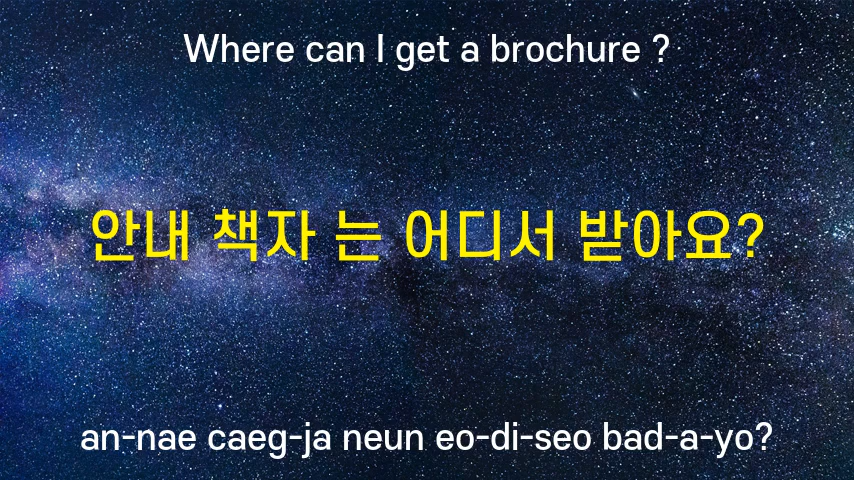 Where can I get a brochure ?
안내 책자 는 어디서 받아요?
an-nae caeg-ja neun eo-di-seo bad-a-yo?